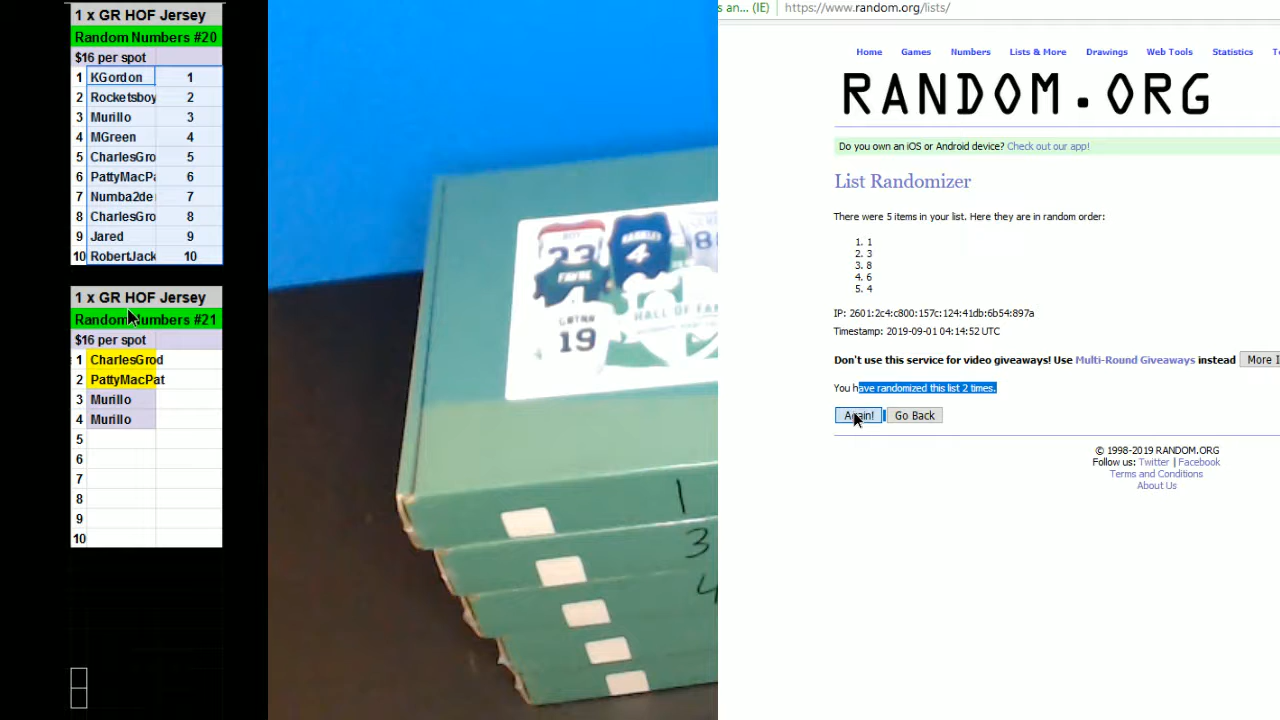 1 x GR HOF Jersey
Random Numbers #20
$16 per spot
1 KGordon 1
2 Rocketsboy 2
3 Murillo 3
4 MGreen 4
5 CharlesGro 5
6 PattyMacPa 6
7 Numba2de 7
8 CharlesGro 8
9 Jared 9
10 RobertJack 10
1 x GR HOF Jersey
Random Numbers #21
$16 per spot
1 CharlesGrod
2 PattyMacPat
3 Murillo
4 Murillo
5
6
7
8
9
10
23
4
8
FAVRE
GWYNN
19
HALL OF FA
1
3
4
s an... (IE) https://www.random.org/lists/
Home Games Numbers Lists & More Drawings Web Tools Statistics
RANDOM.ORG
Do you own an iOS or Android device? Check out our app!
List Randomizer
There were 5 items in your list. Here they are in random order:
1. 1
2. 3
3. 8
4. 6
5. 4
IP: 2601:2c4:c800:157c:124:41db:6b54:897a
Timestamp: 2019-09-01 04:14:52 UTC
Don't use this service for video giveaways! Use Multi-Round Giveaways instead More I
You have randomized this list 2 times.
Again! Go Back
© 1998-2019 RANDOM.ORG
Follow us: Twitter | Facebook
Terms and Conditions
About Us